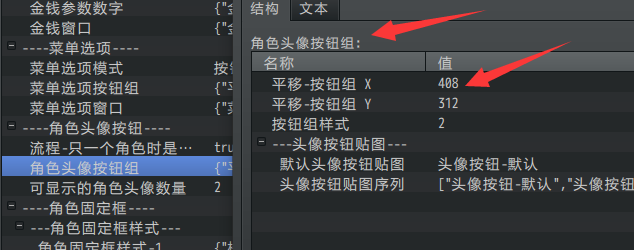 金钱参数数字 {"金
金钱窗口 {"金
----菜单选项----
菜单选项模式 按钮
菜单选项按钮组 {"平
菜单选项窗口 {"菜
----角色头像按钮----
流程-只一个角色时是… tru
角色头像按钮组 {"平
可显示的角色头像数量 2
----角色固定框----
---角色固定框样式---
角色固定框样式-1
结构 文本
角色头像按钮组:
名称 值
平移-按钮组 X 408
平移-按钮组 Y 312
按钮组样式 2
---头像按钮贴图---
默认头像按钮贴图 头像按钮-默认
头像按钮贴图序列 ["头像按钮-默认","头像按钮